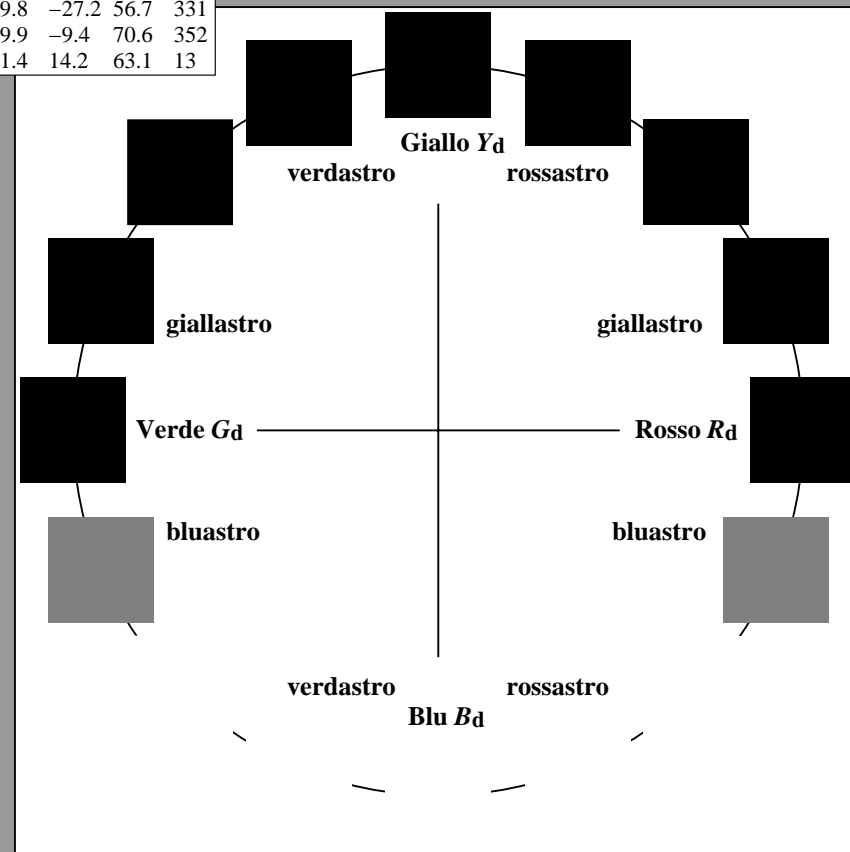 9.8 −27.2 56.7 331
9.9 −9.4 70.6 352
1.4 14.2 63.1 13
Giallo Yd
verdastro rossastro
giallastro giallastro
Verde Gd Rosso Rd
bluastro bluastro
verdastro rossastro
Blu Bd